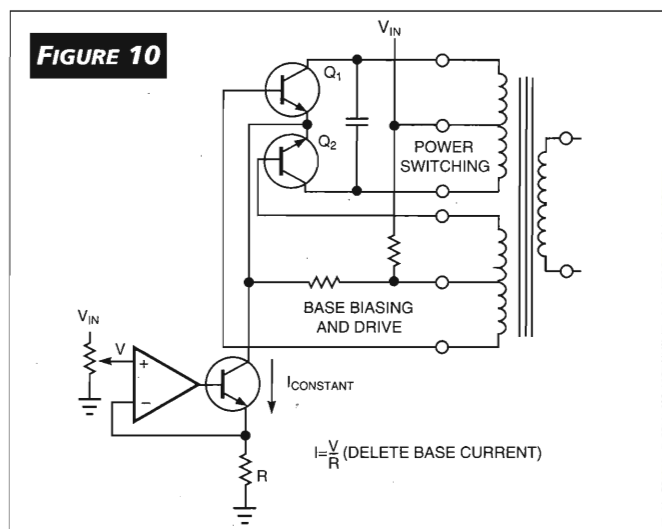 FIGURE 10
VIN
Q1
Q2
POWER
SWITCHING
BASE BIASING
AND DRIVE
VIN
V
+
−
ICONSTANT
R
I=V/R (DELETE BASE CURRENT)